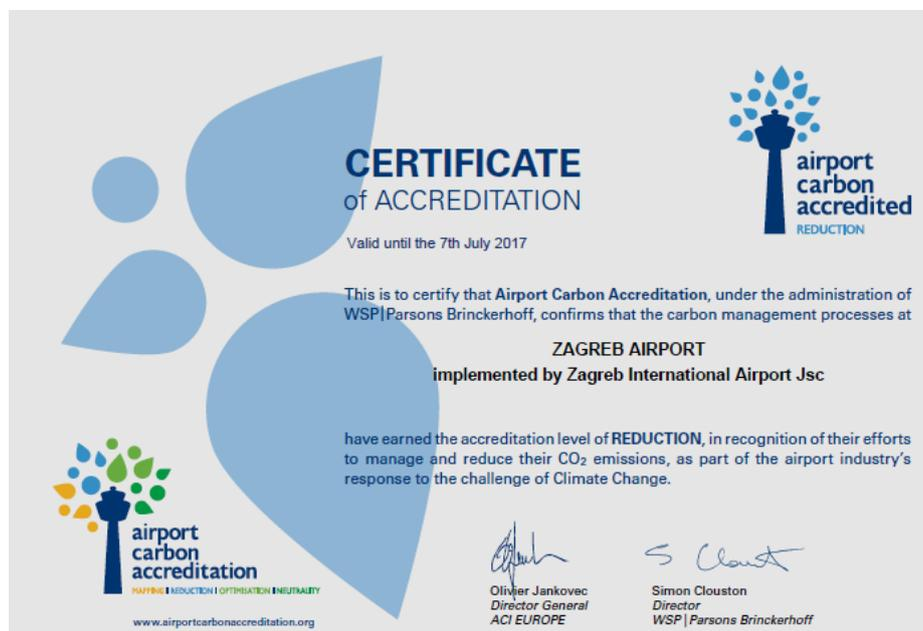 CERTIFICATE
of ACCREDITATION
Valid until the 7th July 2017
airport
carbon
accredited
REDUCTION
This is to certify that Airport Carbon Accreditation, under the administration of
WSP|Parsons Brinckerhoff, confirms that the carbon management processes at
ZAGREB AIRPORT
implemented by Zagreb International Airport Jsc
have earned the accreditation level of REDUCTION, in recognition of their efforts
to manage and reduce their CO₂ emissions, as part of the airport industry's
response to the challenge of Climate Change.
airport
carbon
accreditation
MAPPING | REDUCTION | OPTIMISATION | NEUTRALITY
www.airportcarbonaccreditation.org
S Cloust
Olivier Jankovec
Director General
ACI EUROPE
Simon Clouston
Director
WSP | Parsons Brinckerhoff